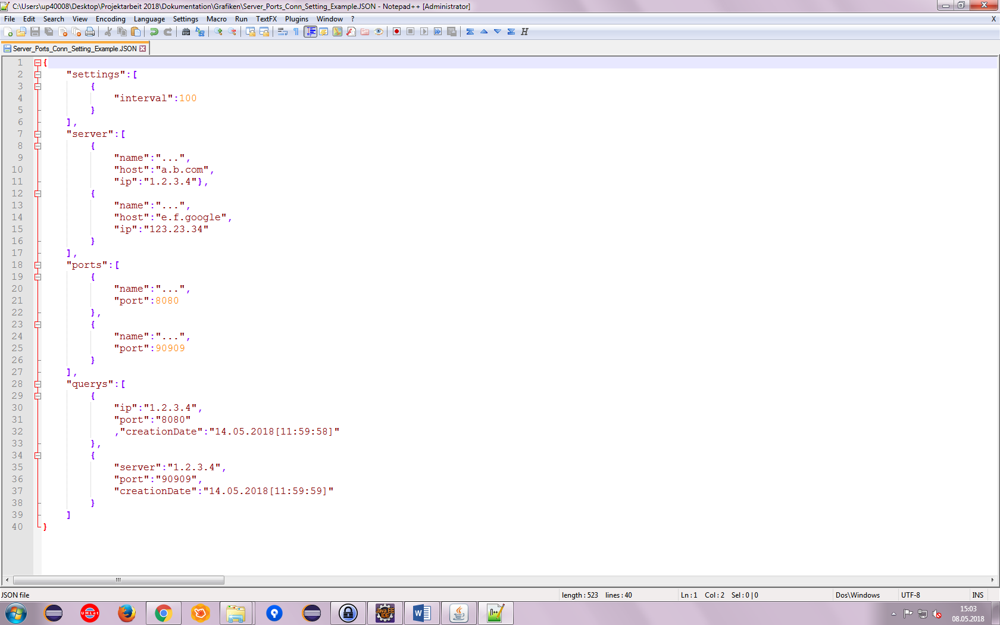 C:\Users\up40008\Desktop\Projektarbeit 2018\Dokumentation\Grafiken\Server_Ports_Conn_Setting_Example.JSON - Notepad++ [Administrator]
File Edit Search View Encoding Language Settings Macro Run TextFX Plugins Window ? X
Server_Ports_Conn_Setting_Example.JSON
1 {
2 "settings":[
3 {
4 "interval":100
5 }
6 ],
7 "server":[
8 {
9 "name":"...",
10 "host":"a.b.com",
11 "ip":"1.2.3.4"},
12 {
13 "name":"...",
14 "host":"e.f.google",
15 "ip":"123.23.34"
16 }
17 ],
18 "ports":[
19 {
20 "name":"...",
21 "port":8080
22 },
23 {
24 "name":"...",
25 "port":90909
26 }
27 ],
28 "querys":[
29 {
30 "ip":"1.2.3.4",
31 "port":"8080"
32 ,"creationDate":"14.05.2018[11:59:58]"
33 },
34 {
35 "server":"1.2.3.4",
36 "port":"90909",
37 "creationDate":"14.05.2018[11:59:59]"
38 }
39 ]
40 }
JSON file length : 523 lines : 40 Ln : 1 Col : 2 Sel : 0 | 0 Dos\Windows UTF-8 INS
UMLet
Java EE
IDE
W
n++
15:03
08.05.2018